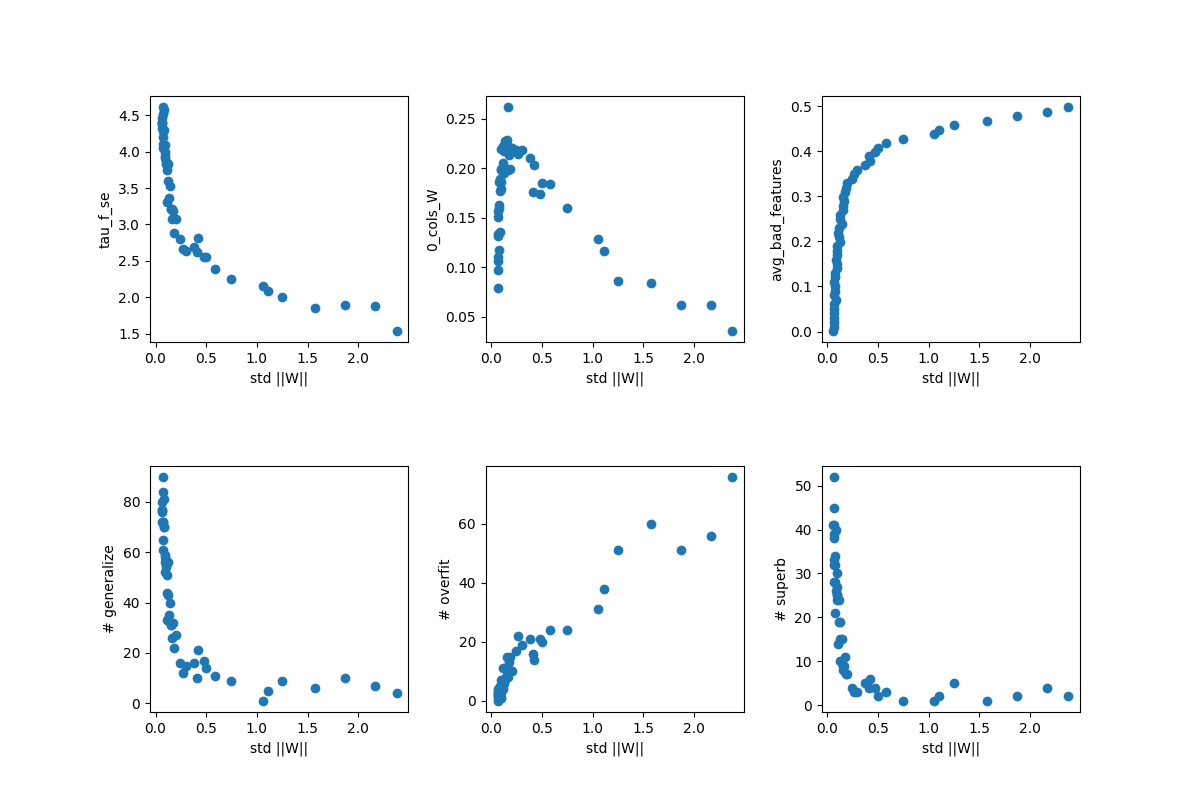 4.5
4.0
3.5
3.0
2.5
2.0
1.5
tau_f_se
0.0 0.5 1.0 1.5 2.0
std ||W||
0.25
0.20
0.15
0.10
0.05
0_cols_W
0.0 0.5 1.0 1.5 2.0
std ||W||
0.5
0.4
0.3
0.2
0.1
0.0
avg_bad_features
0.0 0.5 1.0 1.5 2.0
std ||W||
80
60
40
20
0
# generalize
0.0 0.5 1.0 1.5 2.0
std ||W||
60
40
20
0
# overfit
0.0 0.5 1.0 1.5 2.0
std ||W||
50
40
30
20
10
0
# superb
0.0 0.5 1.0 1.5 2.0
std ||W||